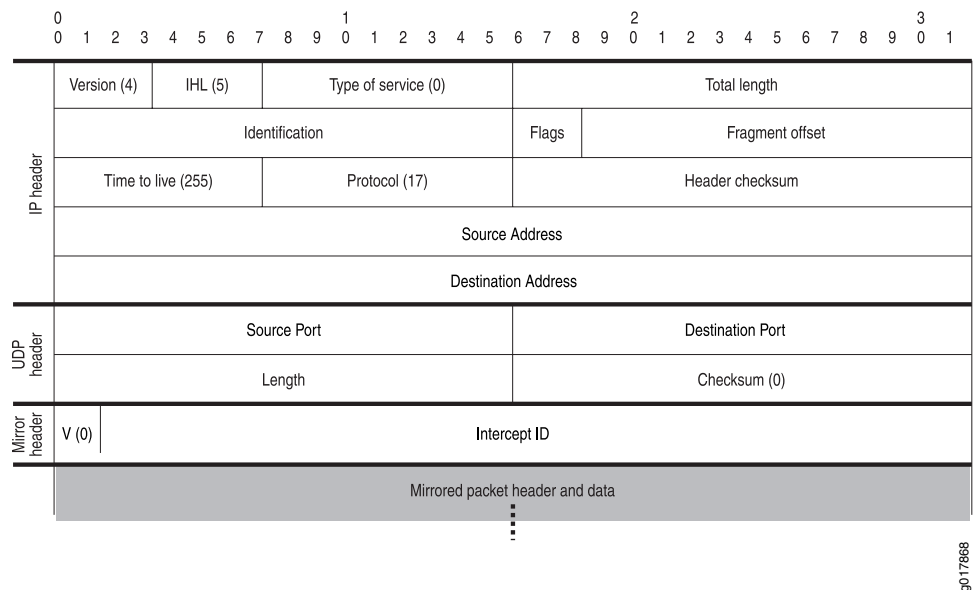 0 1 2 3
0 1 2 3 4 5 6 7 8 9 0 1 2 3 4 5 6 7 8 9 0 1 2 3 4 5 6 7 8 9 0 1
IP header
Version (4) IHL (5) Type of service (0) Total length
Identification Flags Fragment offset
Time to live (255) Protocol (17) Header checksum
Source Address
Destination Address
UDP
header
Source Port Destination Port
Length Checksum (0)
Mirror
header
V (0) Intercept ID
Mirrored packet header and data
g017868